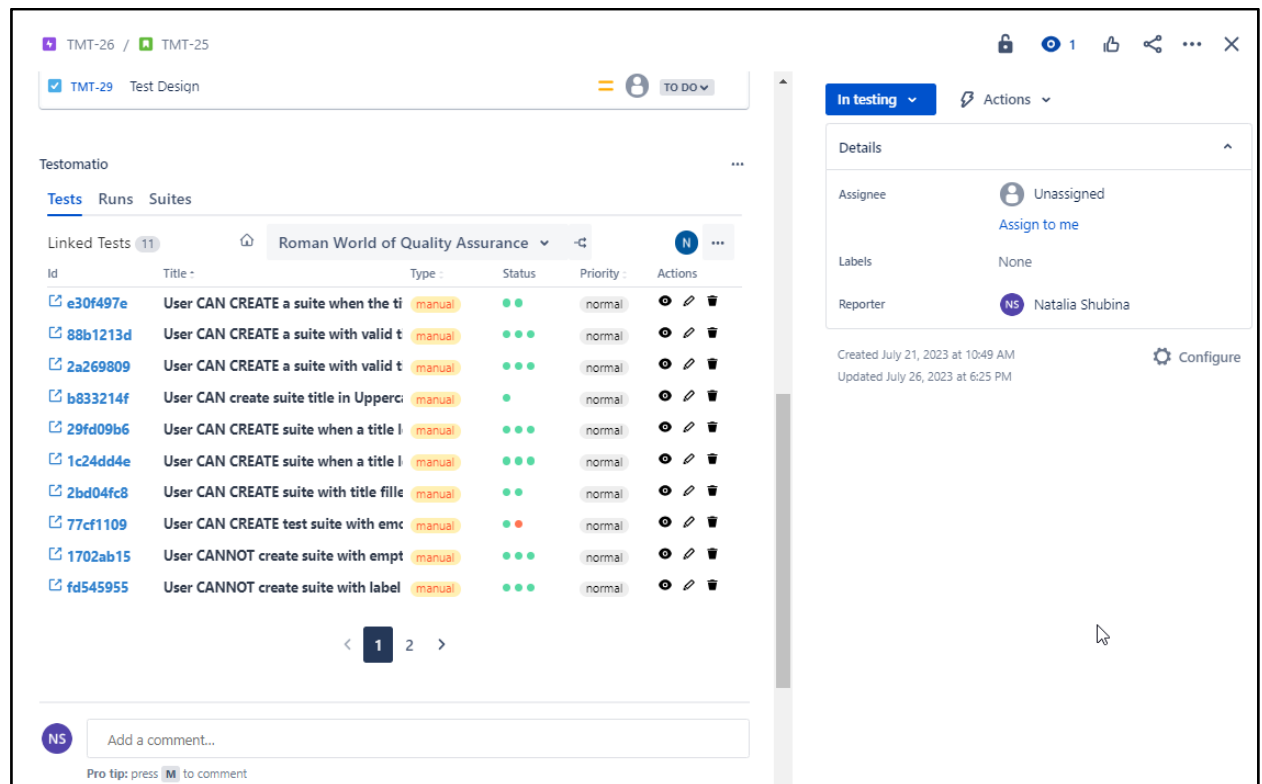 TMT-26 / TMT-25
1
TMT-29 Test Design
TO DO
In testing
Actions
Details
Testomatio
Assignee
Unassigned
Assign to me
Tests Runs Suites
Linked Tests 11
Roman World of Quality Assurance
N
Labels
None
Id Title Type Status Priority Actions
Reporter
NS Natalia Shubina
e30f497e User CAN CREATE a suite when the ti manual normal
88b1213d User CAN CREATE a suite with valid t manual normal
2a269809 User CAN CREATE a suite with valid t manual normal
b833214f User CAN create suite title in Upperca manual normal
29fd09b6 User CAN CREATE suite when a title l manual normal
1c24dd4e User CAN CREATE suite when a title l manual normal
2bd04fc8 User CAN CREATE suite with title fille manual normal
77cf1109 User CAN CREATE test suite with emo manual normal
1702ab15 User CANNOT create suite with empt manual normal
fd545955 User CANNOT create suite with label manual normal
Created July 21, 2023 at 10:49 AM
Updated July 26, 2023 at 6:25 PM
Configure
1 2
NS
Add a comment...
Pro tip: press M to comment